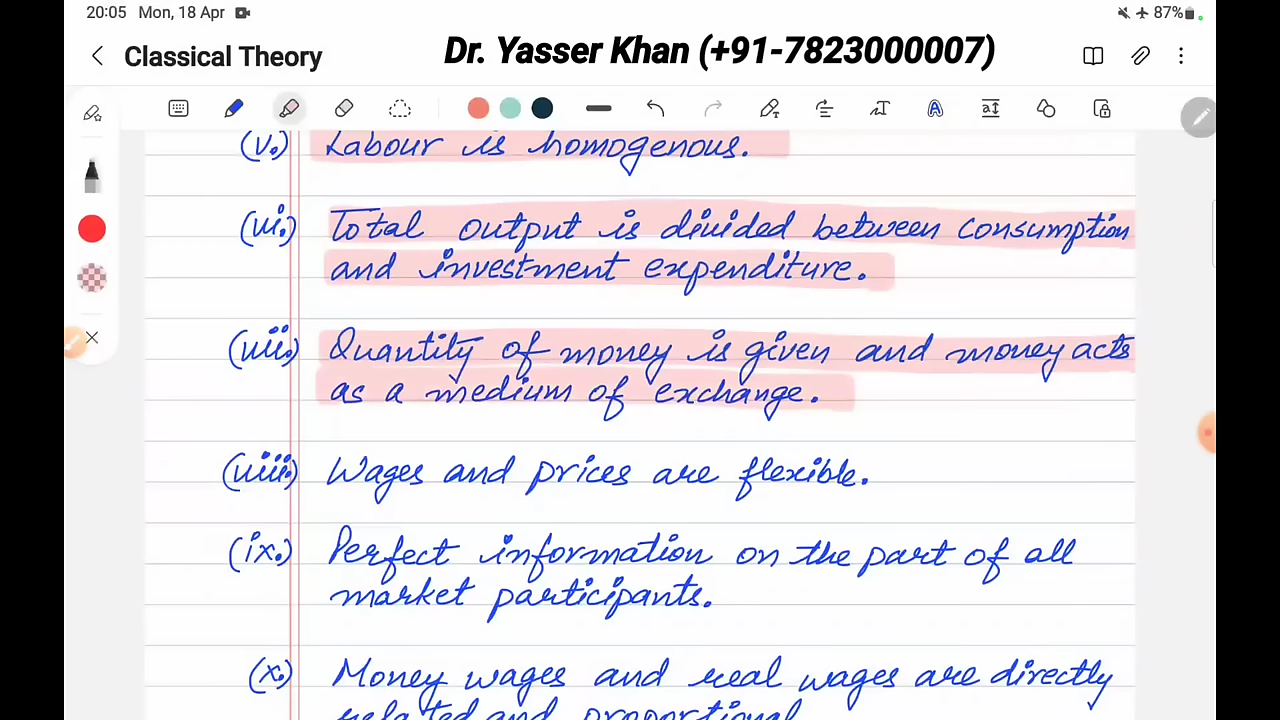 20:05 Mon, 18 Apr
87%
Classical Theory
Dr. Yasser Khan (+91-7823000007)
(v.) Labour is homogenous.
(vi.) Total output is divided between consumption
and investment expenditure.
(vii.) Quantity of money is given and money acts
as a medium of exchange.
(viii.) Wages and prices are flexible.
(ix.) Perfect information on the part of all
market participants.
(x.) Money wages and real wages are directly
related and proportional